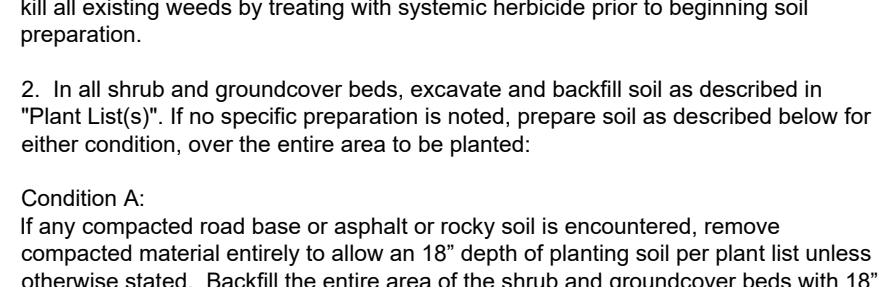 kill all existing weeds by treating with systemic herbicide prior to beginning soil
preparation.
2.  In all shrub and groundcover beds, excavate and backfill soil as described in
"Plant List(s)". If no specific preparation is noted, prepare soil as described below for
either condition, over the entire area to be planted:
Condition A:
If any compacted road base or asphalt or rocky soil is encountered, remove
compacted material entirely to allow an 18” depth of planting soil per plant list unless
otherwise stated.  Backfill the entire area of the shrub and groundcover beds with 18”